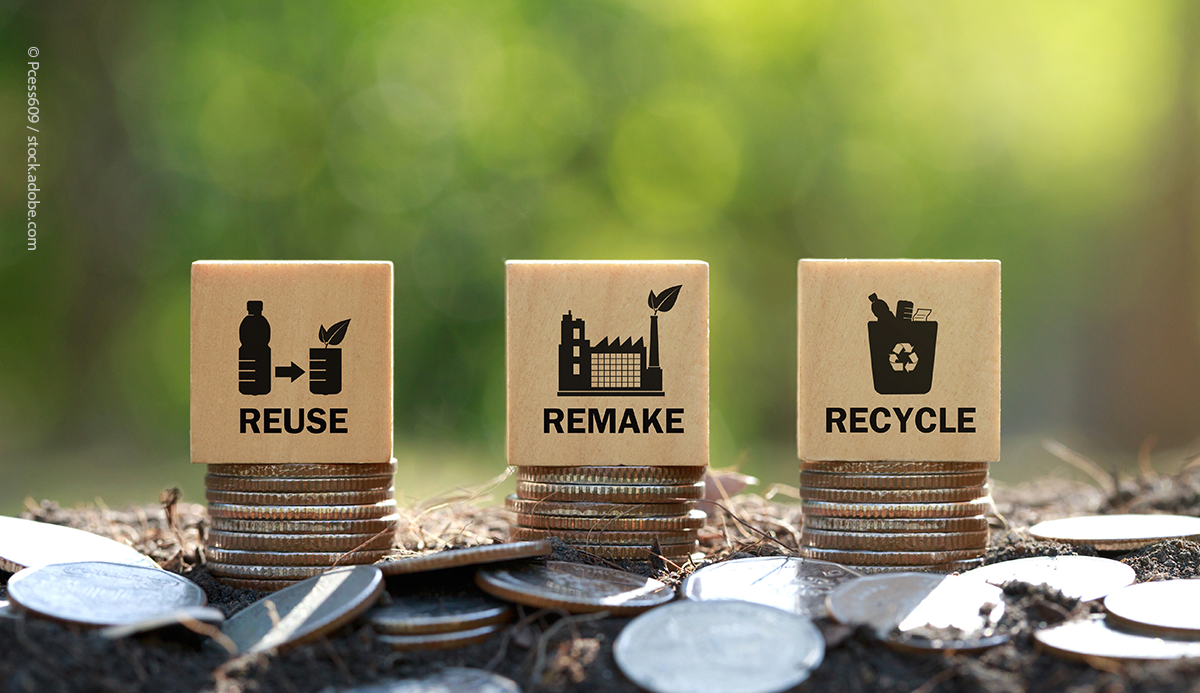 © Pcess609 / stock.adobe.com
REUSE
REMAKE
RECYCLE